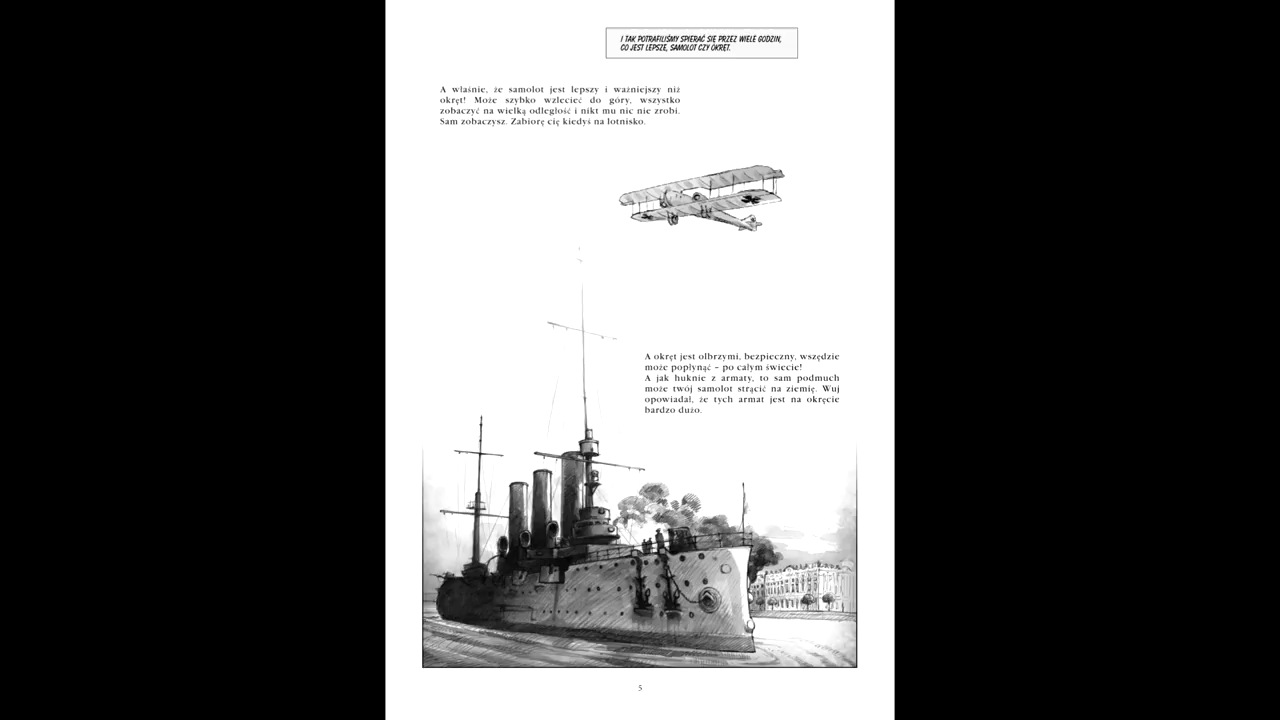 I TAK POTRAFILIŚMY SPIERAĆ SIĘ PRZEZ WIELE GODZIN,
CO JEST LEPSZE, SAMOLOT CZY OKRĘT.
A właśnie, że samolot jest lepszy i ważniejszy niż
okręt! Może szybko wzlecieć do góry, wszystko
zobaczyć na wielką odległość i nikt mu nic nie zrobi.
Sam zobaczysz. Zabiorę cię kiedyś na lotnisko.
A okręt jest olbrzymi, bezpieczny, wszędzie
może popłynąć – po całym świecie!
A jak huknie z armaty, to sam podmuch
może twój samolot strącić na ziemię. Wuj
opowiadał, że tych armat jest na okręcie
bardzo dużo.
5